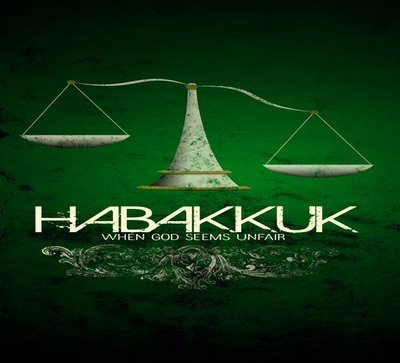 HABAKKUK
WHEN GOD SEEMS UNFAIR